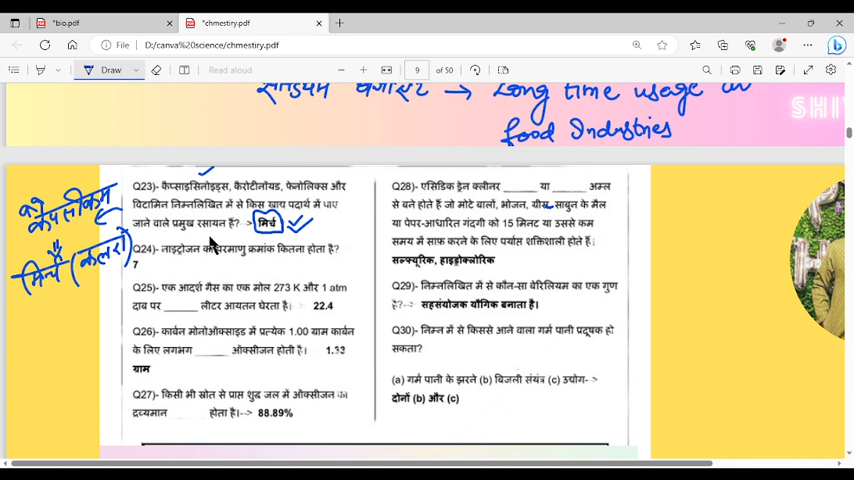 *bio.pdf
*chmestiry.pdf
File
D:/canva%20science/chmestiry.pdf
Draw
Read aloud
9 of 50
Long time usage in
food Industries
SHI
Q23)- कैप्साइसिनोइड्स, कैरोटीनोयड, फेनोलिक्स और
विटामिन निम्नलिखित में से किस खाद्य पदार्थ में पाए
जाने वाले प्रमुख रसायन हैं?-> मिर्च
कैपसीकम
मिर्च (कलरों)
Q24)- नाइट्रोजन का परमाणु क्रमांक कितना होता है?
7
Q25)- एक आदर्श गैस का एक मोल 273 K और 1 atm
दाब पर ______ लीटर आयतन घेरता है। 22.4
Q26)- कार्बन मोनोऑक्साइड में प्रत्येक 1.00 ग्राम कार्बन
के लिए लगभग _____ ऑक्सीजन होती है। 1.33
ग्राम
Q27)- किसी भी स्रोत से प्राप्त शुद्ध जल में ऑक्सीजन का
द्रव्यमान _____ होता है।--> 88.89%
Q28)- एसिडिक ड्रेन क्लीनर ______ या _____ अम्ल
से बने होते हैं जो मोटे बालों, भोजन, ग्रीस, साबुन के मैल
या पेपर-आधारित गंदगी को 15 मिनट या उससे कम
समय में साफ़ करने के लिए पर्याप्त शक्तिशाली होते हैं।
सल्फ्यूरिक, हाइड्रोक्लोरिक
Q29)- निम्नलिखित में से कौन-सा बेरिलियम का एक गुण
है?--> सहसंयोजक यौगिक बनाता है।
Q30)- निम्न में से किससे आने वाला गर्म पानी प्रदूषक हो
सकता?
(a) गर्म पानी के झरने (b) बिजली संयंत्र (c) उद्योग-->
दोनों (b) और (c)